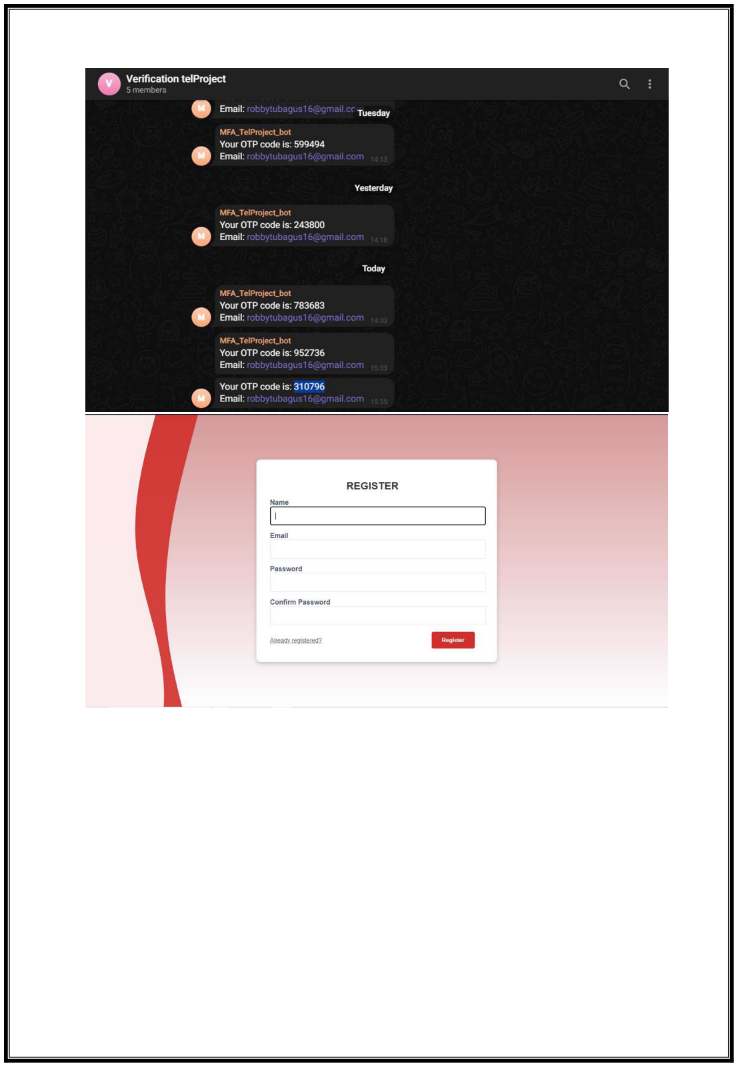 V
Verification telProject
5 members
Email: robbytubagus16@gmail.co
Tuesday
MFA_TelProject_bot
Your OTP code is: 599494
M
Email: robbytubagus16@gmail.com 14:13
Yesterday
MFA_TelProject_bot
Your OTP code is: 243800
M
Email: robbytubagus16@gmail.com 14:18
Today
MFA_TelProject_bot
Your OTP code is: 783683
M
Email: robbytubagus16@gmail.com 14:33
MFA_TelProject_bot
Your OTP code is: 952736
Email: robbytubagus16@gmail.com 15:33
Your OTP code is: 310796
M
Email: robbytubagus16@gmail.com 15:35
REGISTER
Name
Email
Password
Confirm Password
Already registered?
Register